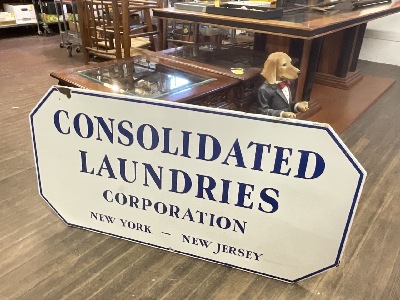 CONSOLIDATED
LAUNDRIES
CORPORATION
NEW YORK — NEW JERSEY